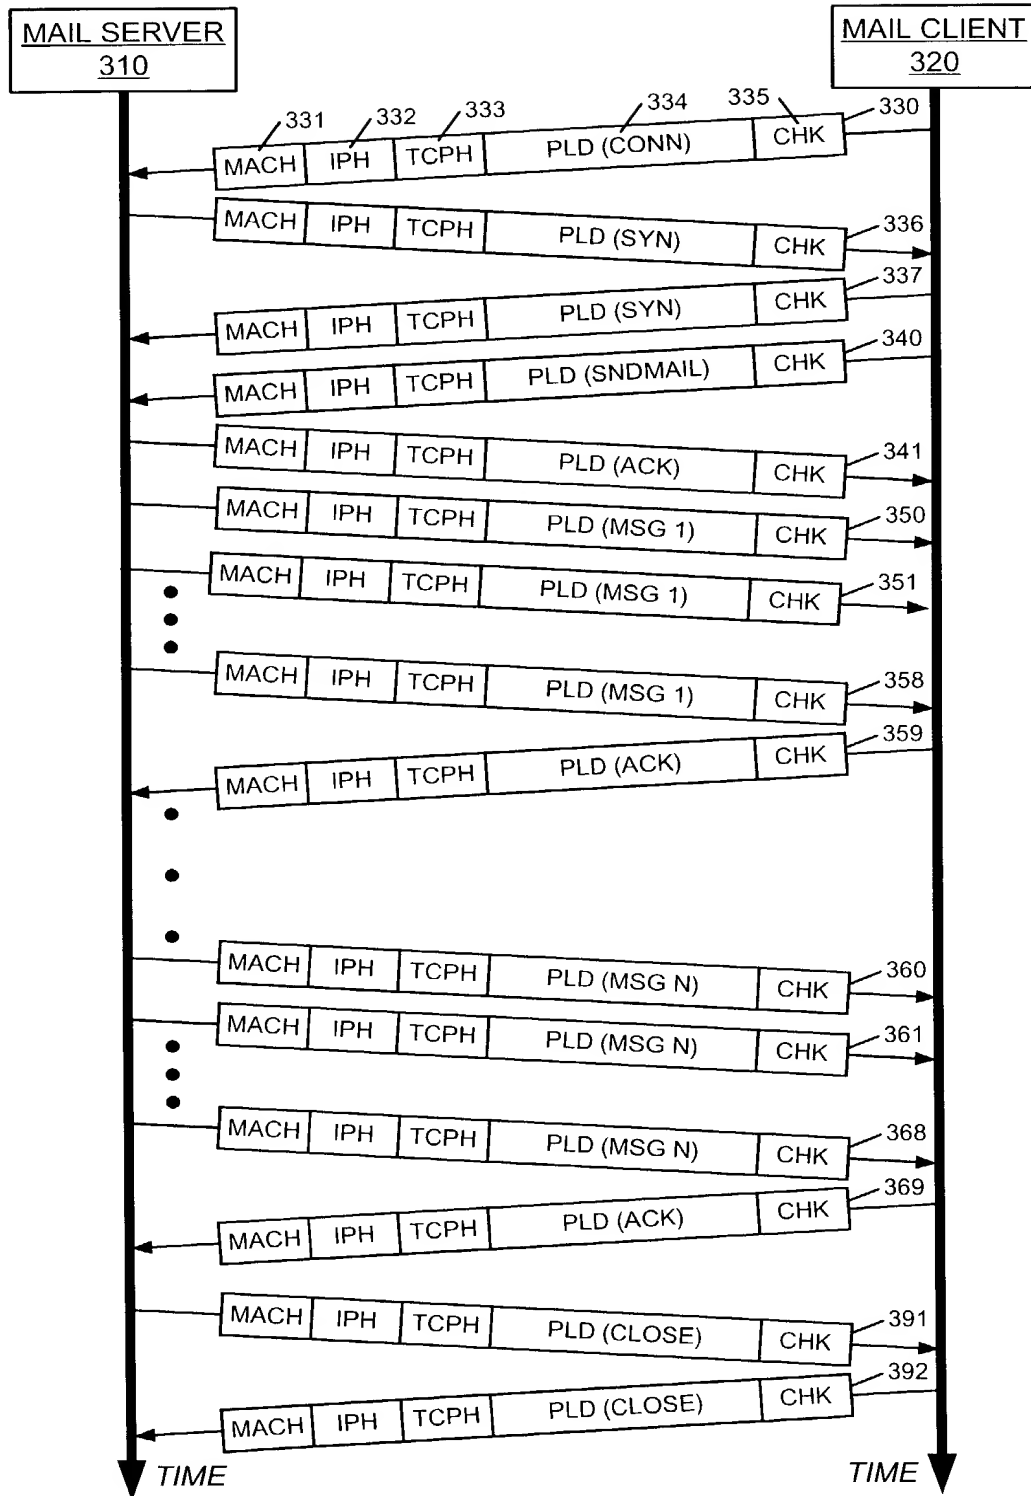 MAIL SERVER
310
MAIL CLIENT
320
331 332 333 334 335 330
MACH IPH TCPH PLD (CONN) CHK
MACH IPH TCPH PLD (SYN) CHK 336
MACH IPH TCPH PLD (SYN) CHK 337
MACH IPH TCPH PLD (SNDMAIL) CHK 340
MACH IPH TCPH PLD (ACK) CHK 341
MACH IPH TCPH PLD (MSG 1) CHK 350
MACH IPH TCPH PLD (MSG 1) CHK 351
MACH IPH TCPH PLD (MSG 1) CHK 358
MACH IPH TCPH PLD (ACK) CHK 359
MACH IPH TCPH PLD (MSG N) CHK 360
MACH IPH TCPH PLD (MSG N) CHK 361
MACH IPH TCPH PLD (MSG N) CHK 368
MACH IPH TCPH PLD (ACK) CHK 369
MACH IPH TCPH PLD (CLOSE) CHK 391
MACH IPH TCPH PLD (CLOSE) CHK 392
TIME TIME